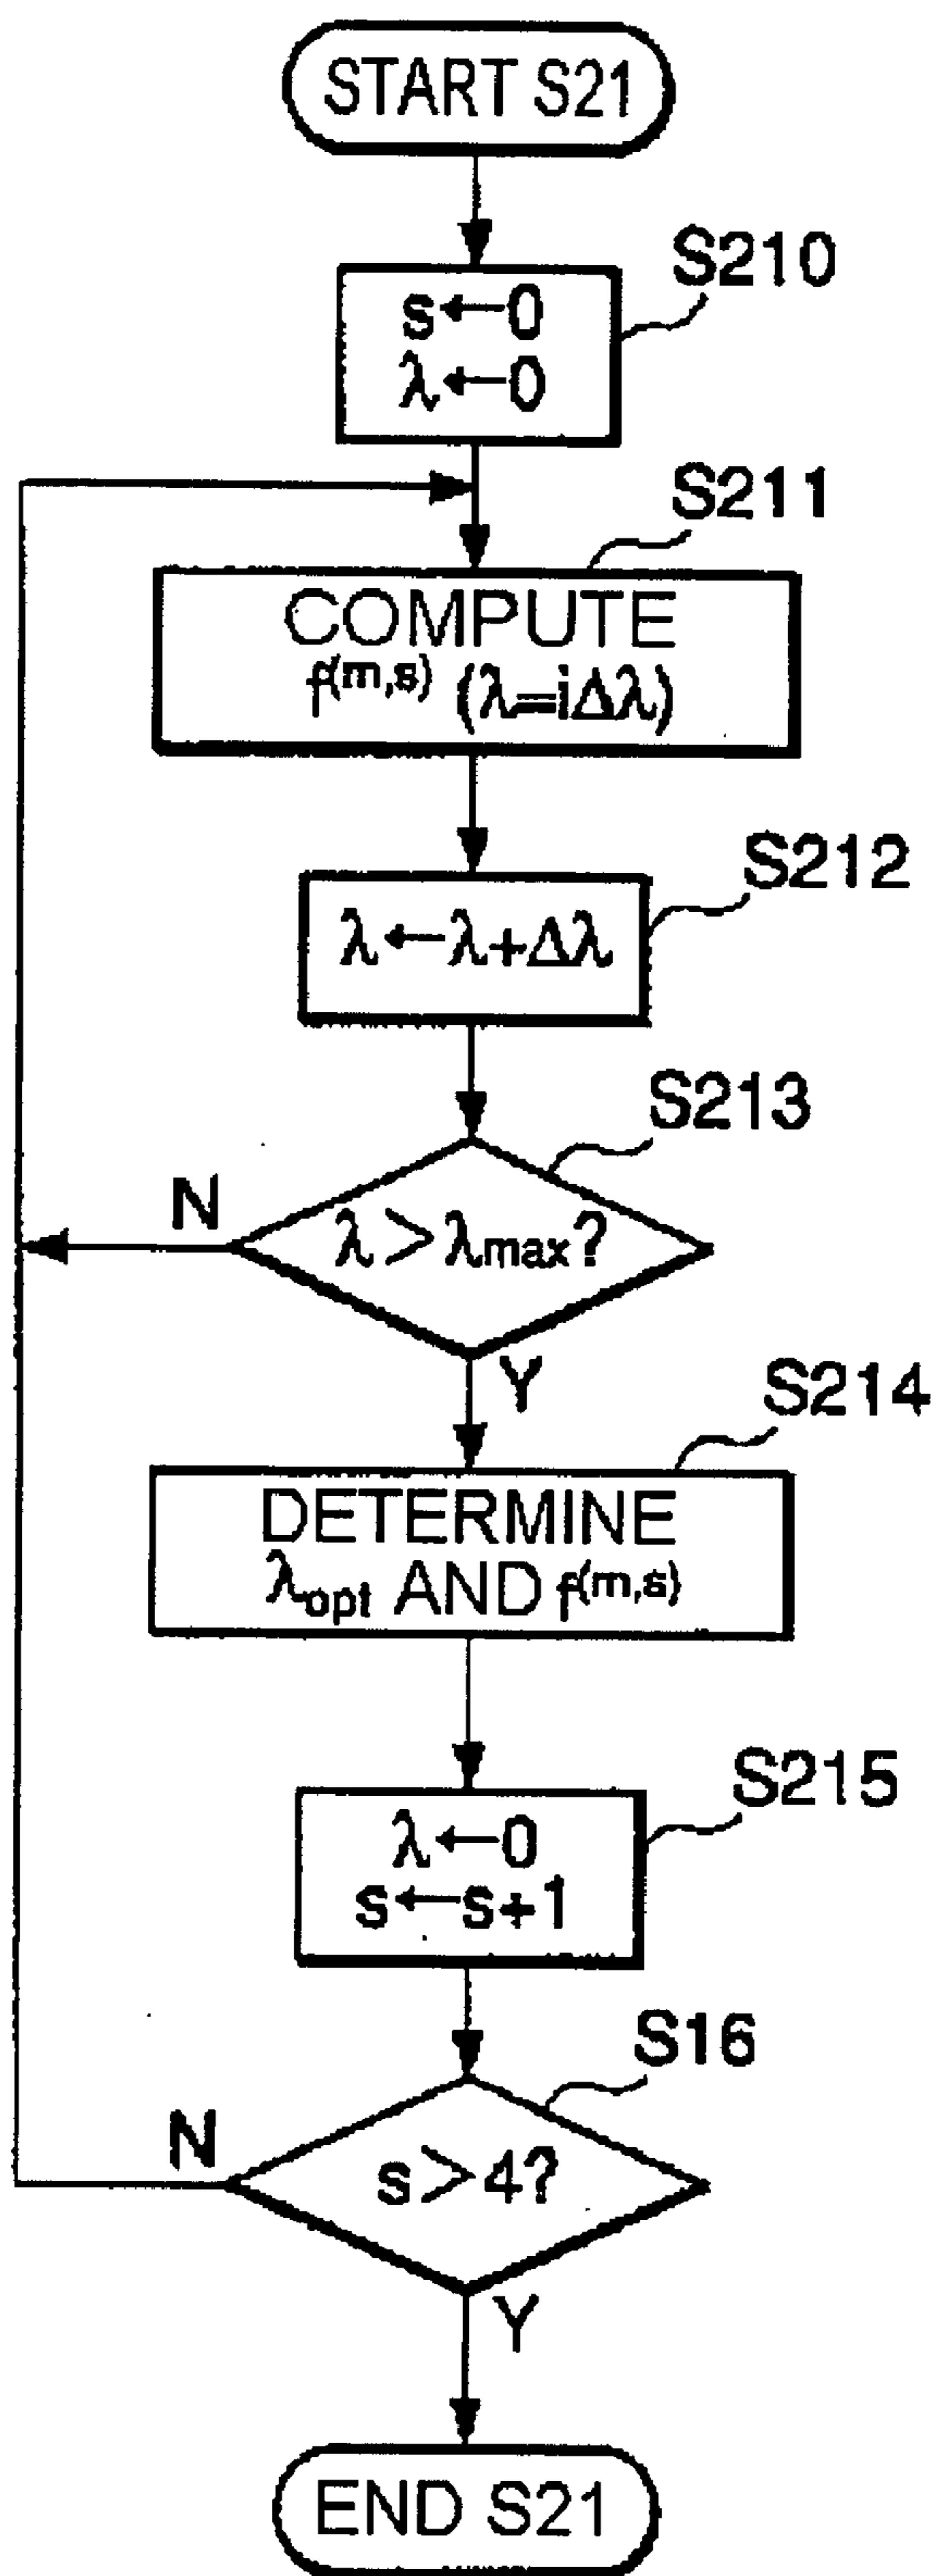 START S21
S210
s←0
λ←0
S211
COMPUTE
f(m,s) (λ=iΔλ)
S212
λ←λ+Δλ
S213
N
λ>λmax?
Y
S214
DETERMINE
λopt AND f(m,s)
S215
λ←0
s←s+1
S16
N
s>4?
Y
END S21